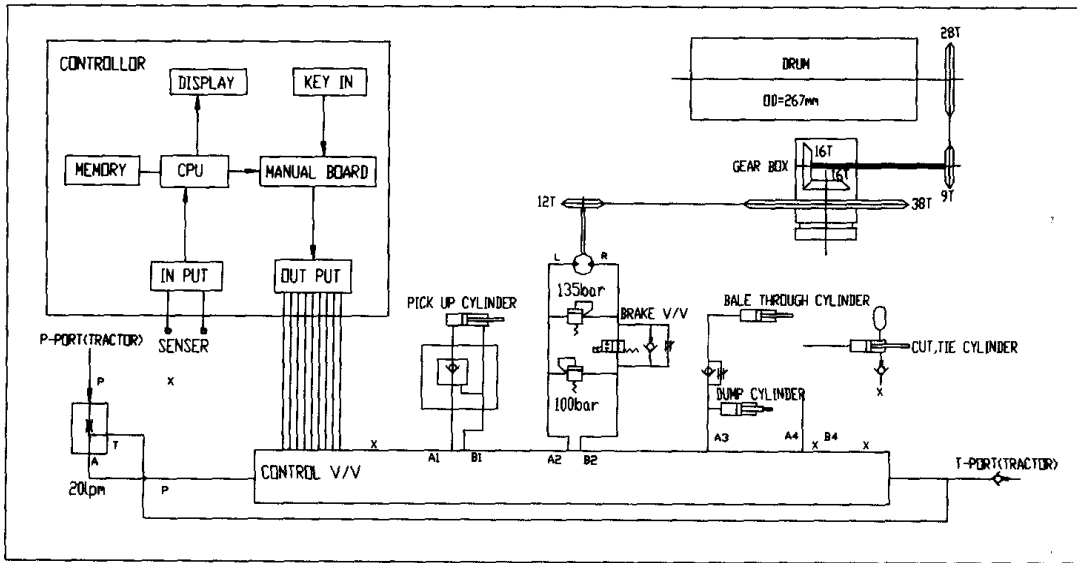 CONTROLLOR
DISPLAY
KEY IN
MEMORY
CPU
MANUAL BOARD
IN PUT
OUT PUT
SENSER
P-PORT(TRACTOR)
P
X
T
A
20lpm
P
CONTROL V/V
X
PICK UP CYLINDER
A1
B1
12T
L
R
135bar
BRAKE V/V
100bar
A2
B2
DRUM
OD=267mm
28T
GEAR BOX
16T
16T
9T
38T
BALE THROUGH CYLINDER
CUT,TIE CYLINDER
X
DUMP CYLINDER
A3
A4
B4
X
X
T-PORT(TRACTOR)